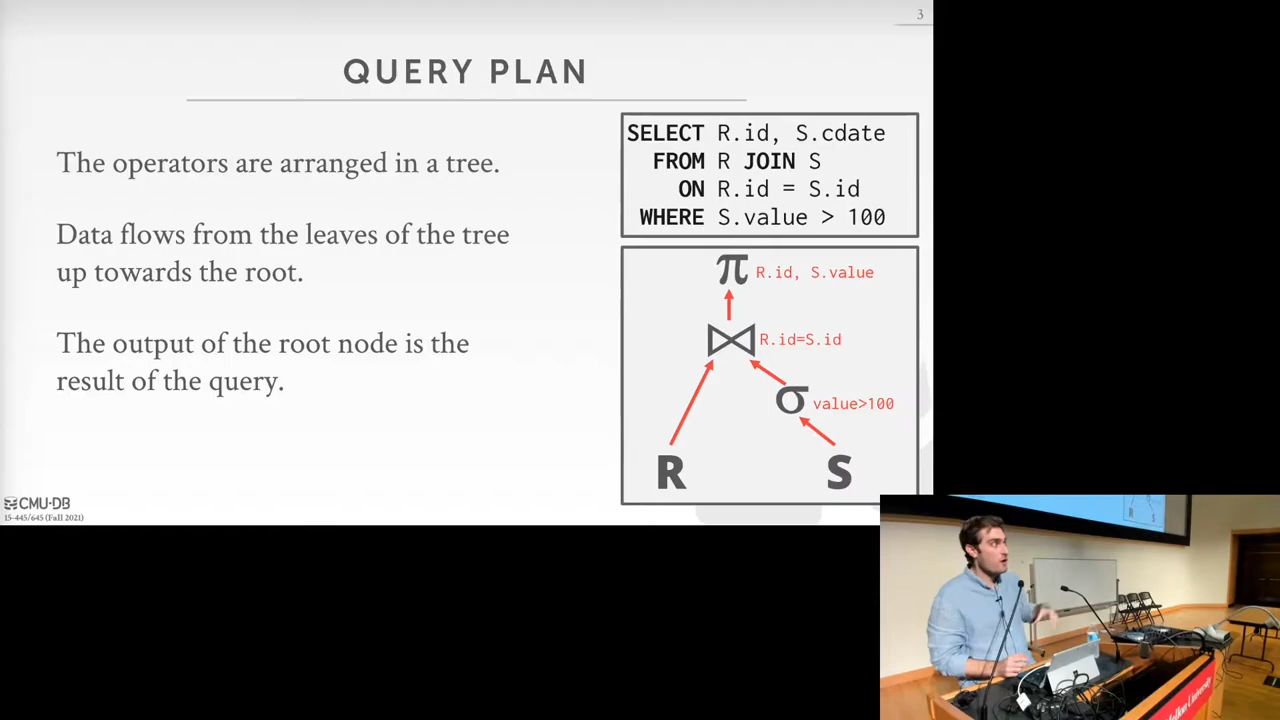 3
QUERY PLAN
The operators are arranged in a tree.
Data flows from the leaves of the tree
up towards the root.
The output of the root node is the
result of the query.
SELECT R.id, S.cdate
FROM R JOIN S
ON R.id = S.id
WHERE S.value > 100
π R.id, S.value
⋈ R.id=S.id
σ value>100
R S
CMU·DB
15-445/645 (Fall 2021)
R S
Mellon University